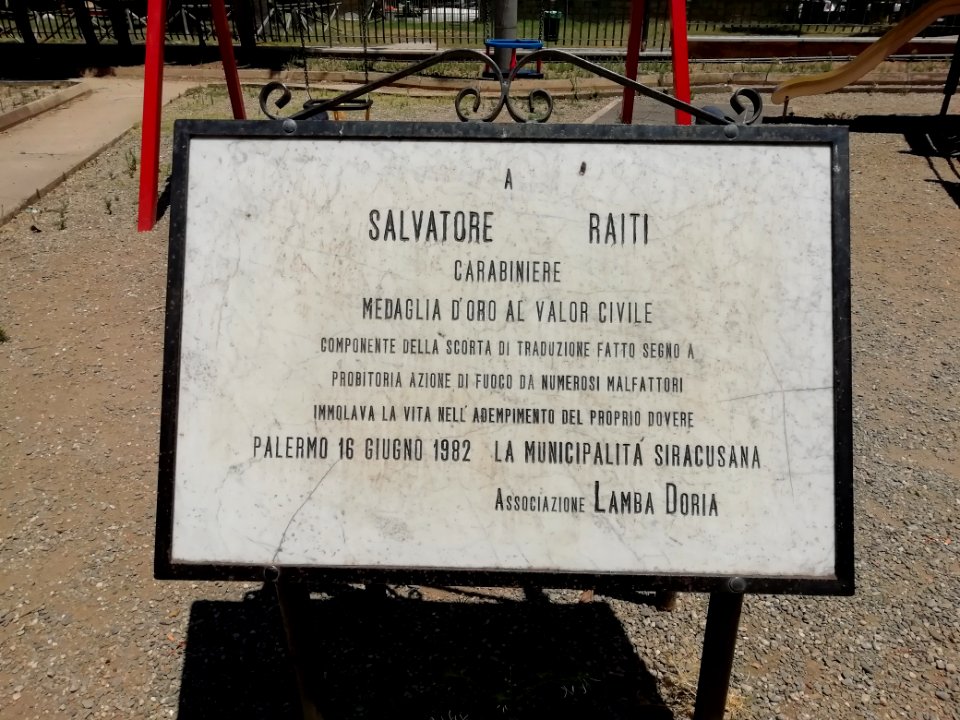 A
SALVATORE RAITI
CARABINIERE
MEDAGLIA D'ORO AL VALOR CIVILE
COMPONENTE DELLA SCORTA DI TRADUZIONE FATTO SEGNO A
PROBITORIA AZIONE DI FUOCO DA NUMEROSI MALFATTORI
IMMOLAVA LA VITA NELL'ADEMPIMENTO DEL PROPRIO DOVERE
PALERMO 16 GIUGNO 1982 LA MUNICIPALITÁ SIRACUSANA
ASSOCIAZIONE LAMBA DORIA